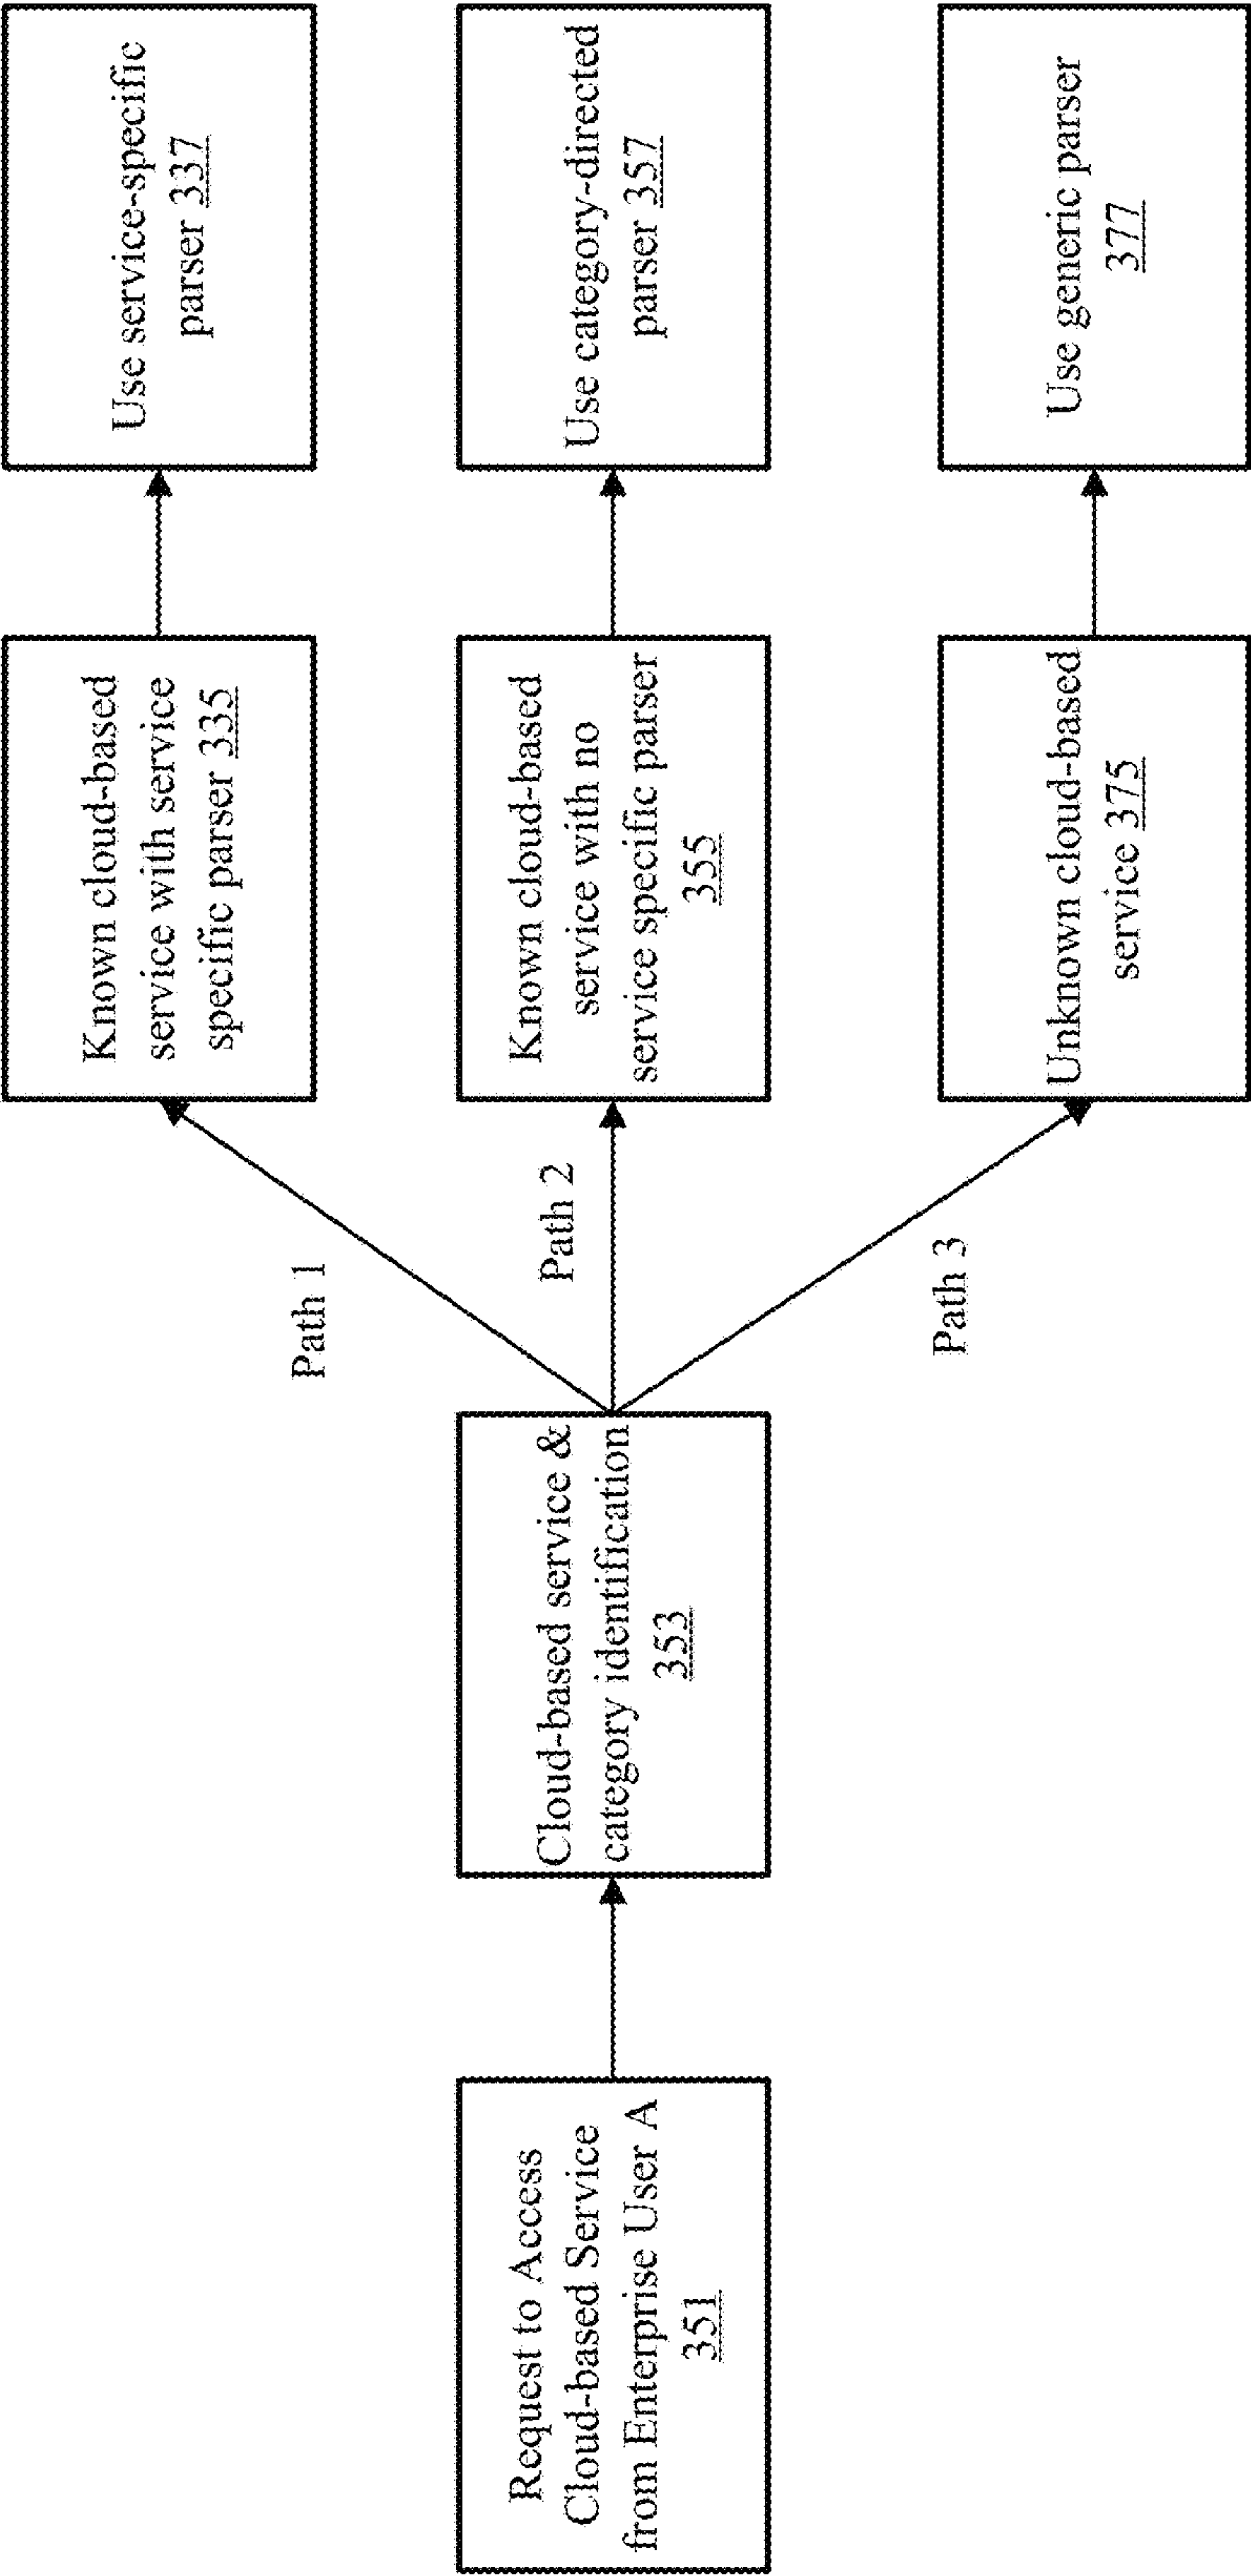 Request to Access
Cloud-based Service
from Enterprise User A
351
Cloud-based service &
category identification
353
Path 1
Path 2
Path 3
Known cloud-based
service with service
specific parser 335
Known cloud-based
service with no
service specific parser
355
Unknown cloud-based
service 375
Use service-specific
parser 337
Use category-directed
parser 357
Use generic parser
377